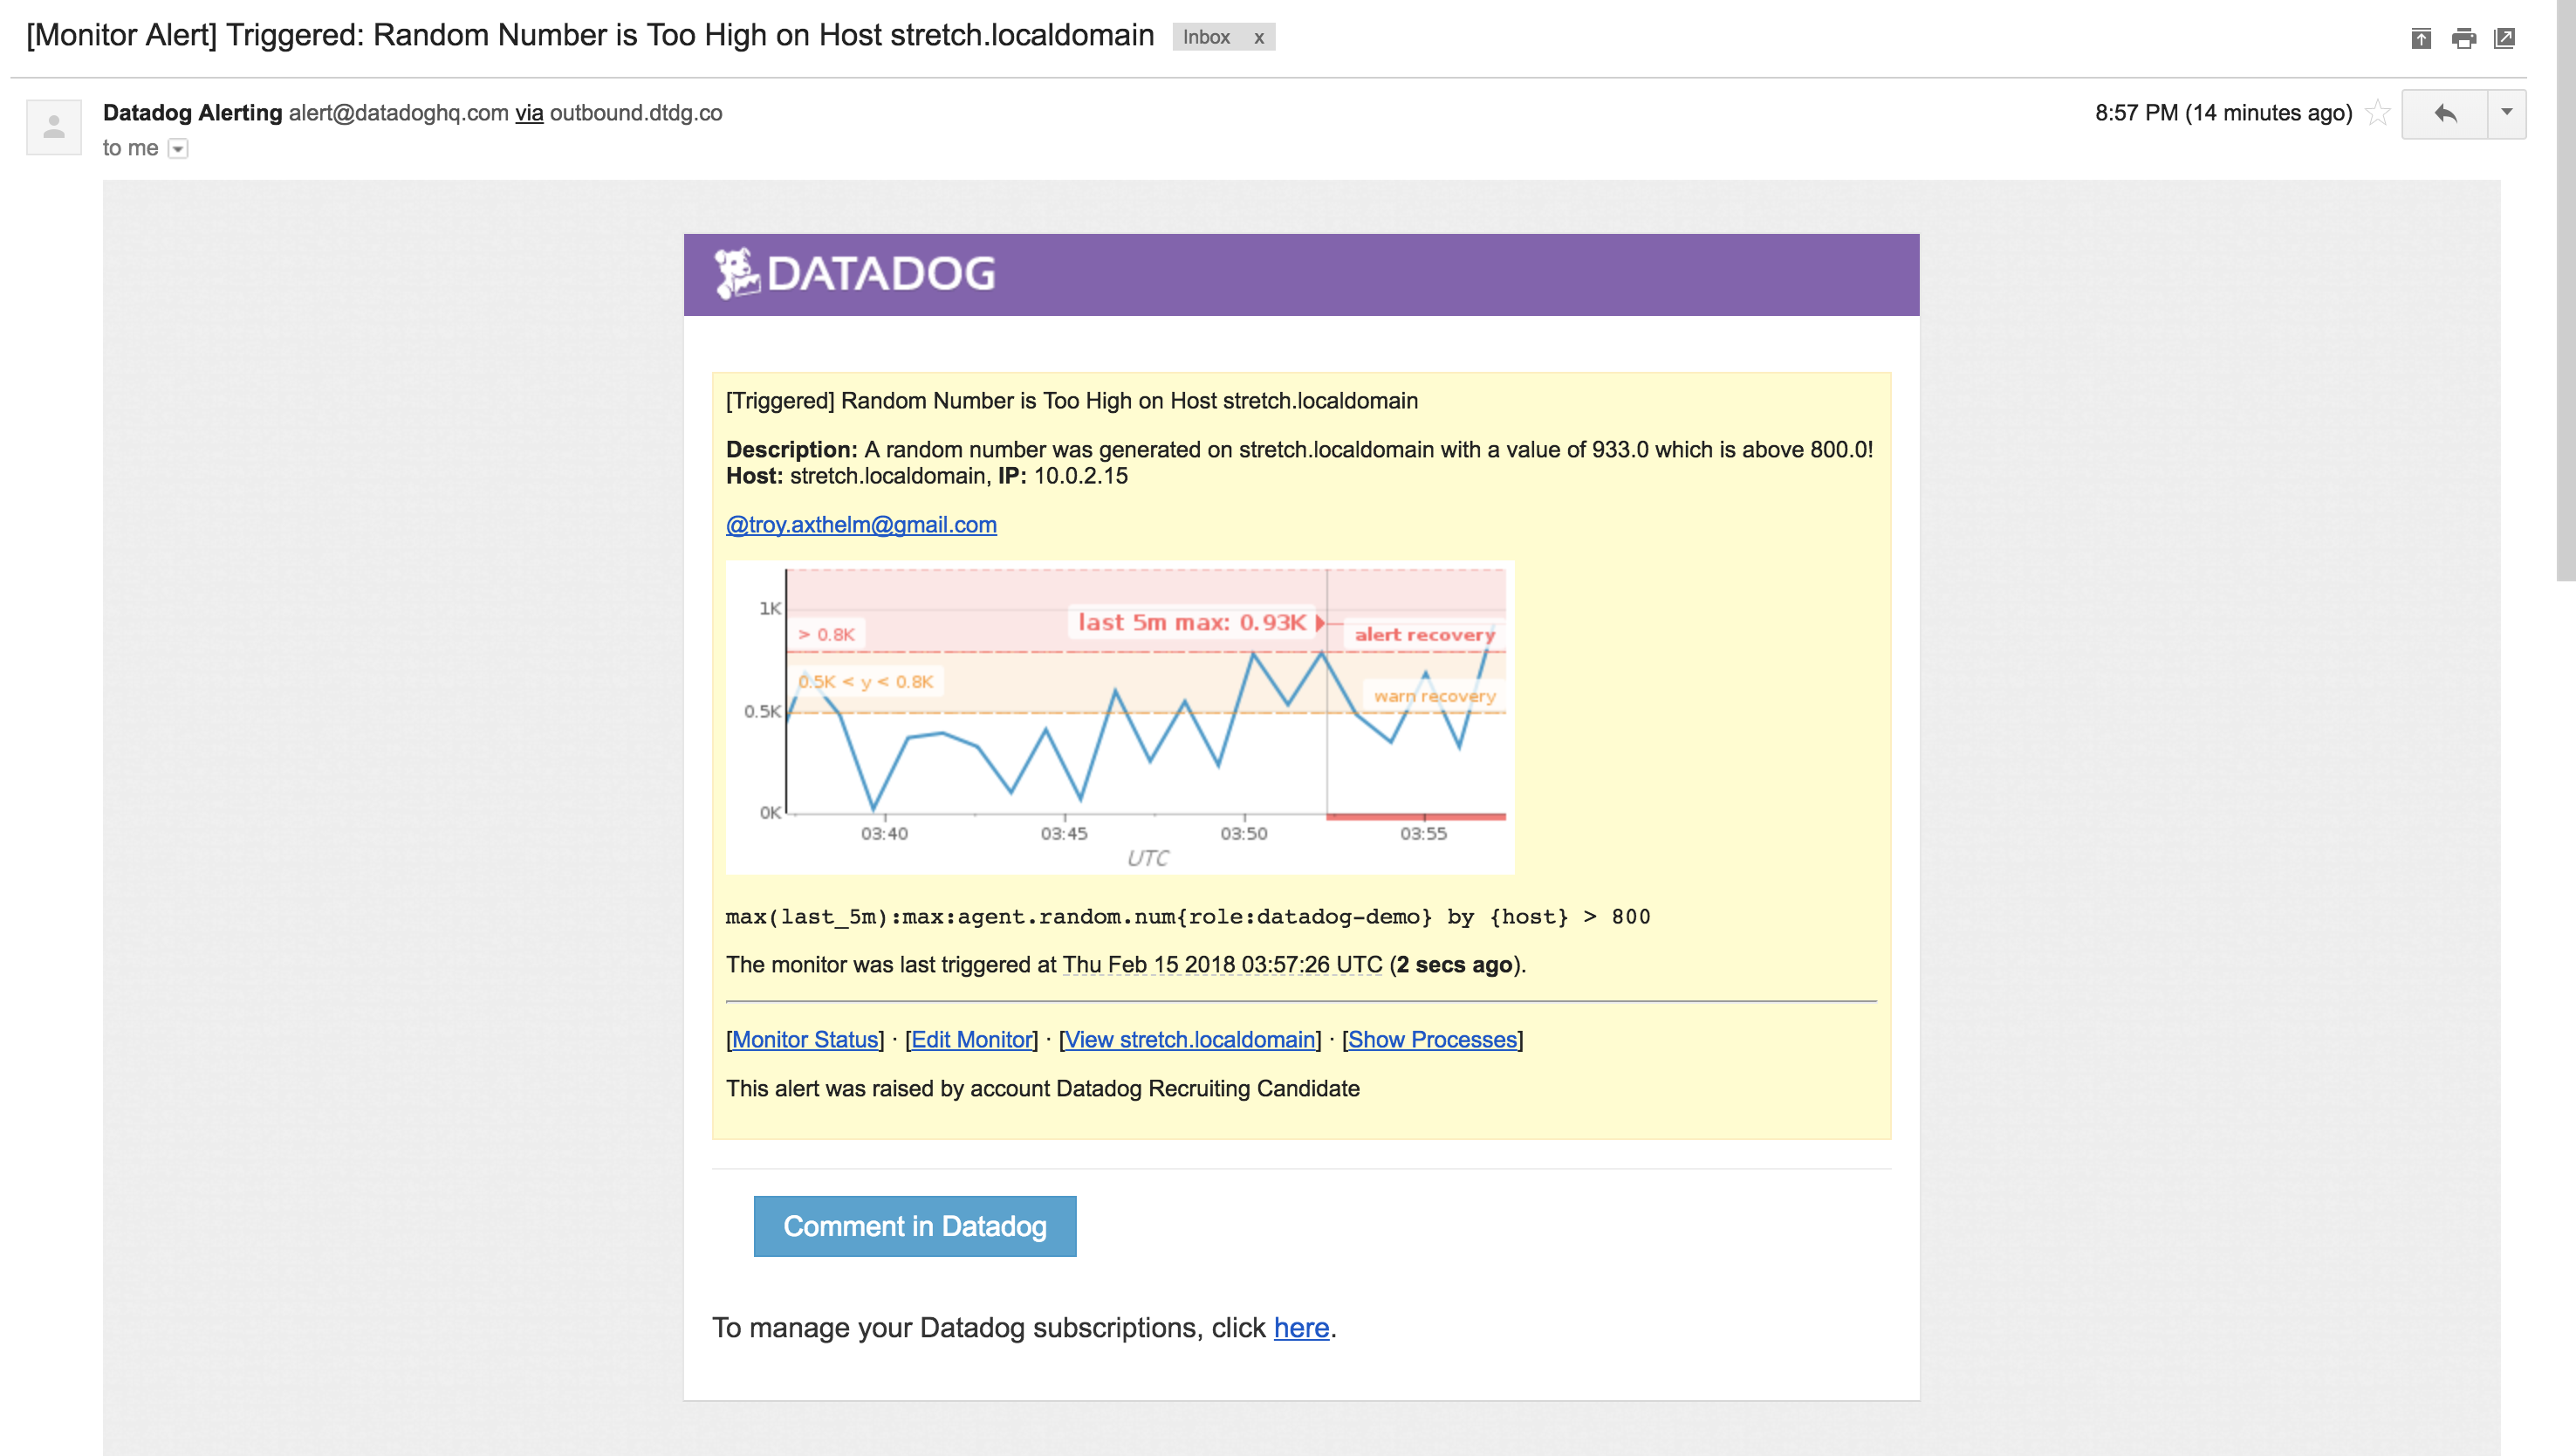 [Monitor Alert] Triggered: Random Number is Too High on Host stretch.localdomain Inbox x
Datadog Alerting alert@datadoghq.com via outbound.dtdg.co 8:57 PM (14 minutes ago)
to me
DATADOG
[Triggered] Random Number is Too High on Host stretch.localdomain
Description: A random number was generated on stretch.localdomain with a value of 933.0 which is above 800.0!
Host: stretch.localdomain, IP: 10.0.2.15
@troy.axthelm@gmail.com
1K
last 5m max: 0.93K
> 0.8K
alert recovery
0.5K < y < 0.8K
warn recovery
0.5K
0K
03:40 03:45 03:50 03:55
UTC
max(last_5m):max:agent.random.num{role:datadog-demo} by {host} > 800
The monitor was last triggered at Thu Feb 15 2018 03:57:26 UTC (2 secs ago).
[Monitor Status] · [Edit Monitor] · [View stretch.localdomain] · [Show Processes]
This alert was raised by account Datadog Recruiting Candidate
Comment in Datadog
To manage your Datadog subscriptions, click here.